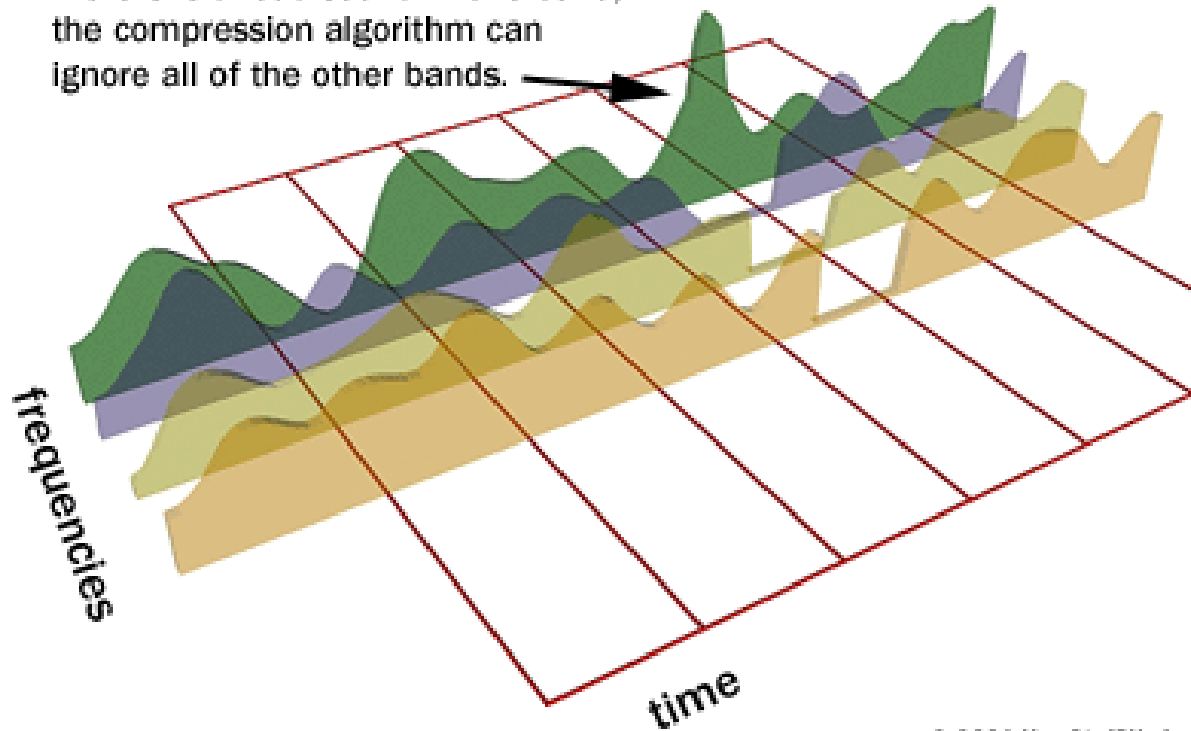 the compression algorithm can
ignore all of the other bands.
frequencies
time